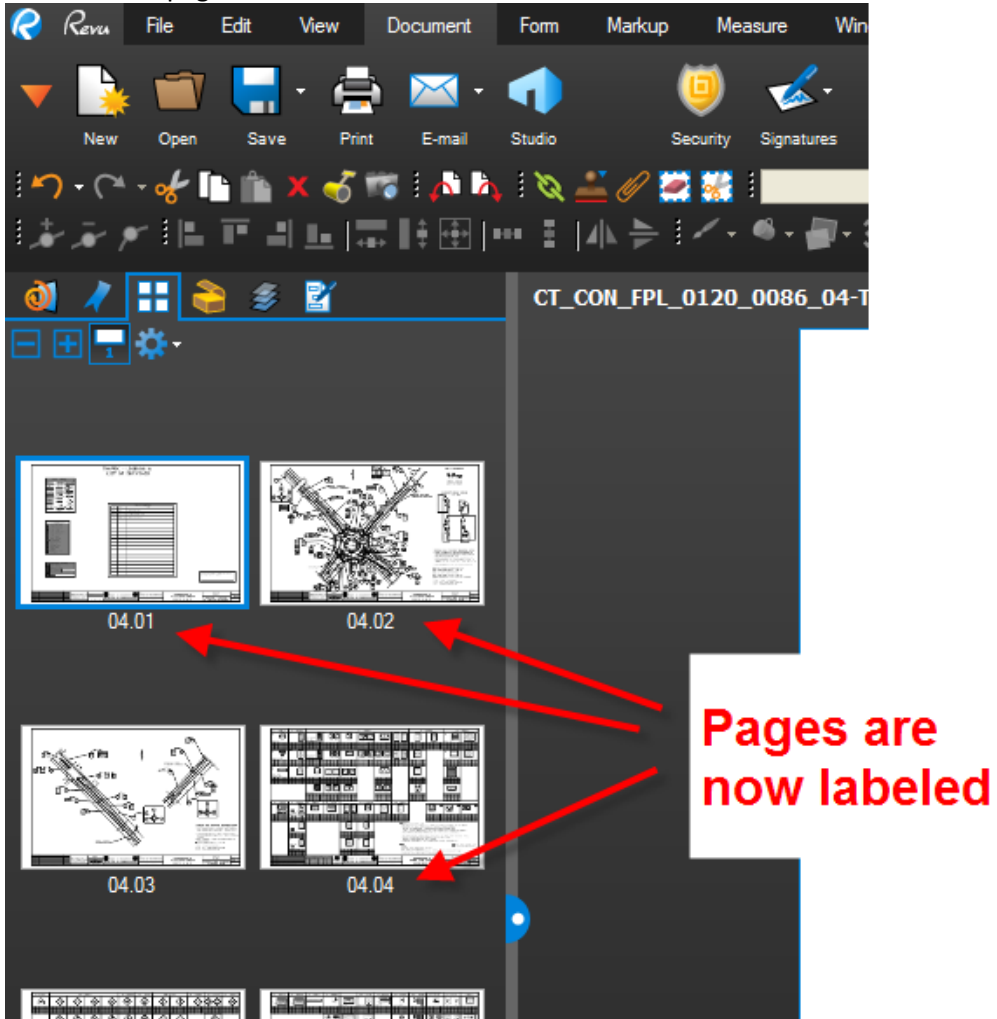 Revu File Edit View Document Form Markup Measure
New Open Save Print E-mail Studio Security Signatures
1
CT_CON_FPL_0120_0086_04-T
04.01 04.02
Pages are
now labeled
04.03 04.04